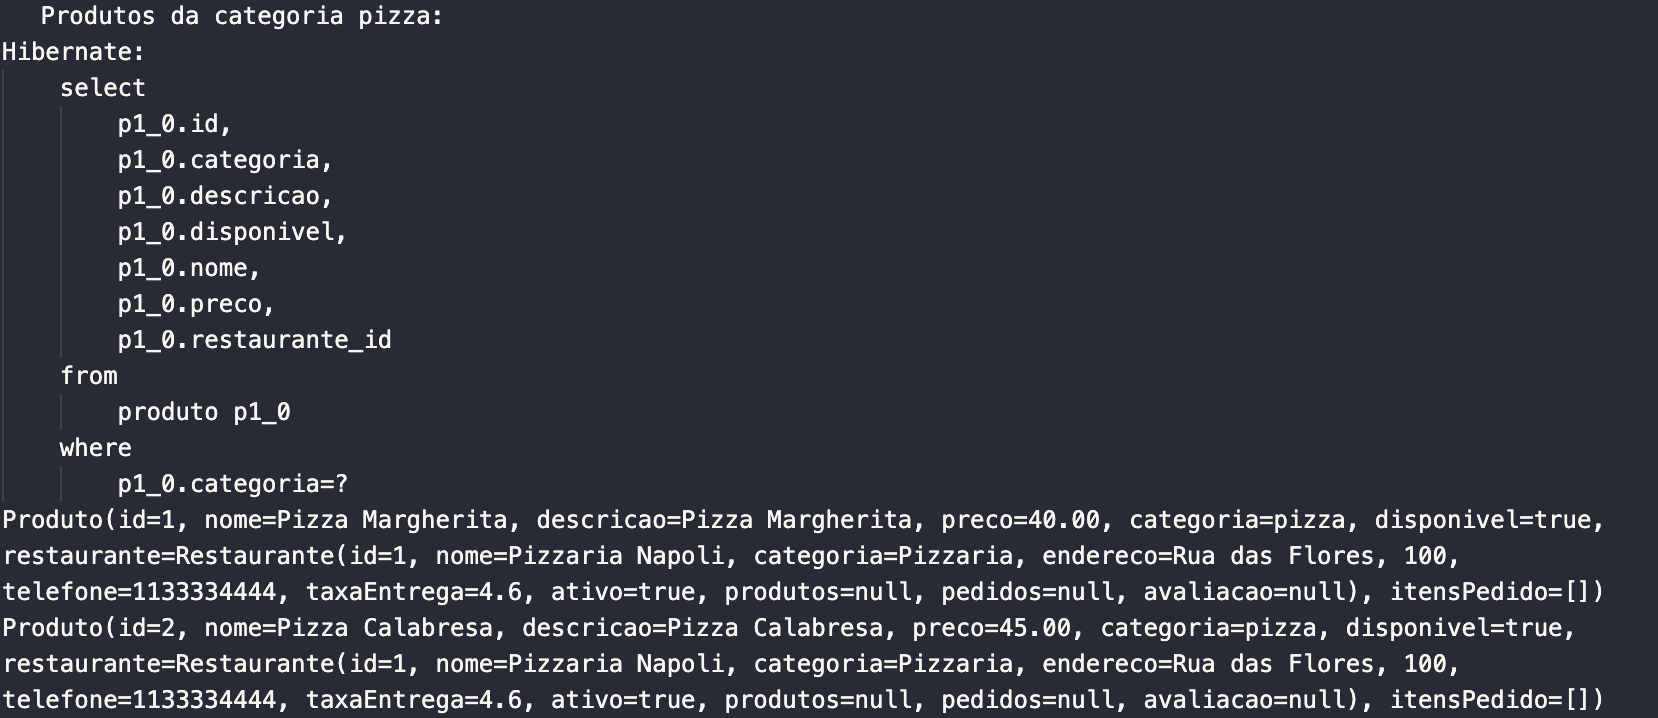 Produtos da categoria pizza:
Hibernate:
select
p1_0.id,
p1_0.categoria,
p1_0.descricao,
p1_0.disponivel,
p1_0.nome,
p1_0.preco,
p1_0.restaurante_id
from
produto p1_0
where
p1_0.categoria=?
Produto(id=1, nome=Pizza Margherita, descricao=Pizza Margherita, preco=40.00, categoria=pizza, disponivel=true,
restaurante=Restaurante(id=1, nome=Pizzaria Napoli, categoria=Pizzaria, endereco=Rua das Flores, 100,
telefone=1133334444, taxaEntrega=4.6, ativo=true, produtos=null, pedidos=null, avaliacao=null), itensPedido=[])
Produto(id=2, nome=Pizza Calabresa, descricao=Pizza Calabresa, preco=45.00, categoria=pizza, disponivel=true,
restaurante=Restaurante(id=1, nome=Pizzaria Napoli, categoria=Pizzaria, endereco=Rua das Flores, 100,
telefone=1133334444, taxaEntrega=4.6, ativo=true, produtos=null, pedidos=null, avaliacao=null), itensPedido=[])